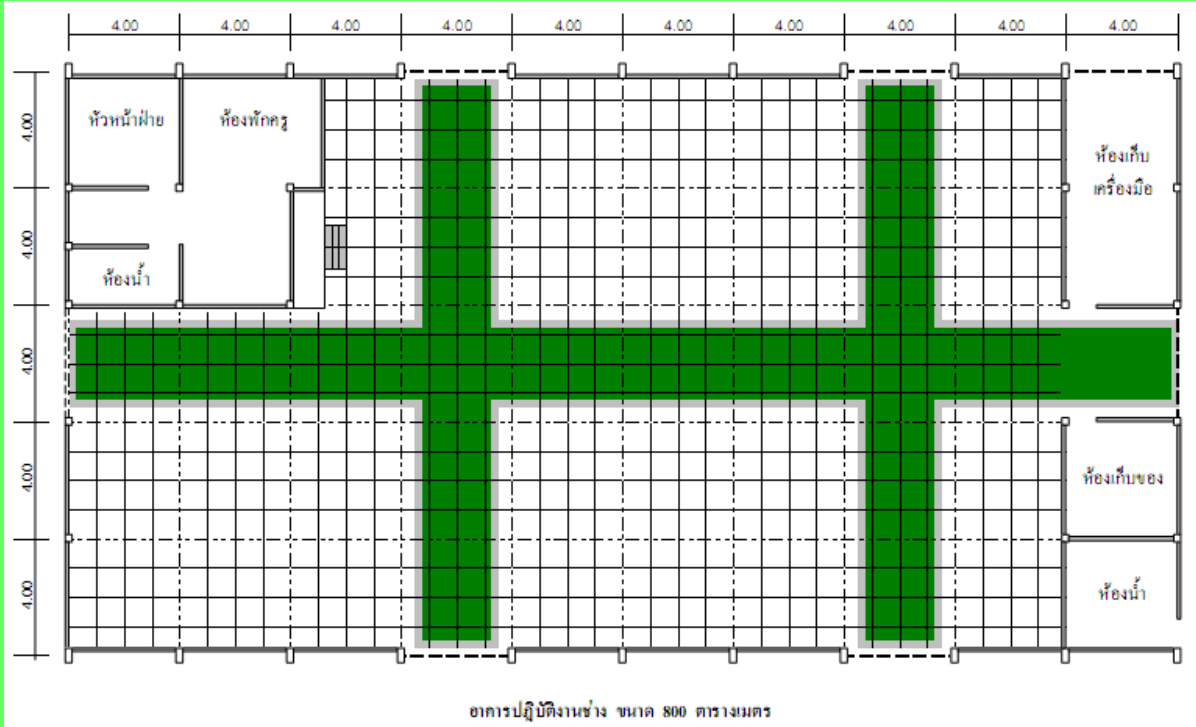 4.00 4.00 4.00 4.00 4.00 4.00 4.00 4.00 4.00 4.00
4.00
4.00
4.00
4.00
4.00
หัวหน้าฝ่าย
ห้องพักครู
ห้องน้ำ
ห้องเก็บ
เครื่องมือ
ห้องเก็บของ
ห้องน้ำ
อาคารปฏิบัติงานช่าง ขนาด 800 ตารางเมตร